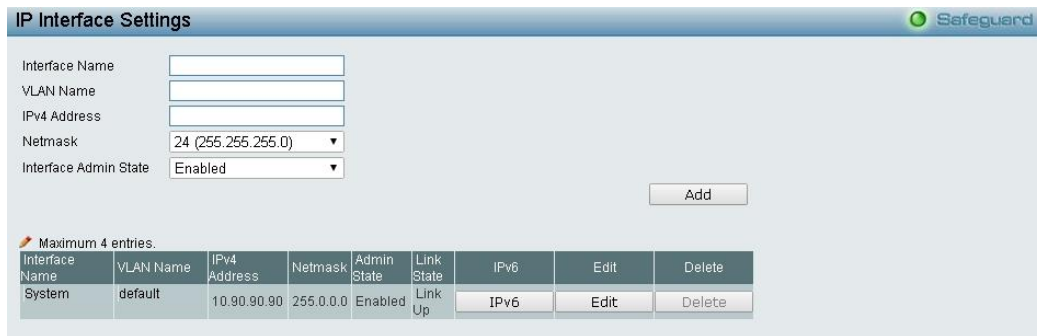 IP Interface Settings
Safeguard
Interface Name
VLAN Name
IPv4 Address
Netmask 24 (255.255.255.0)
Interface Admin State Enabled
Add
Maximum 4 entries.
Interface Name VLAN Name IPv4 Address Netmask Admin State Link State IPv6 Edit Delete
System default 10.90.90.90 255.0.0.0 Enabled Link Up IPv6 Edit Delete